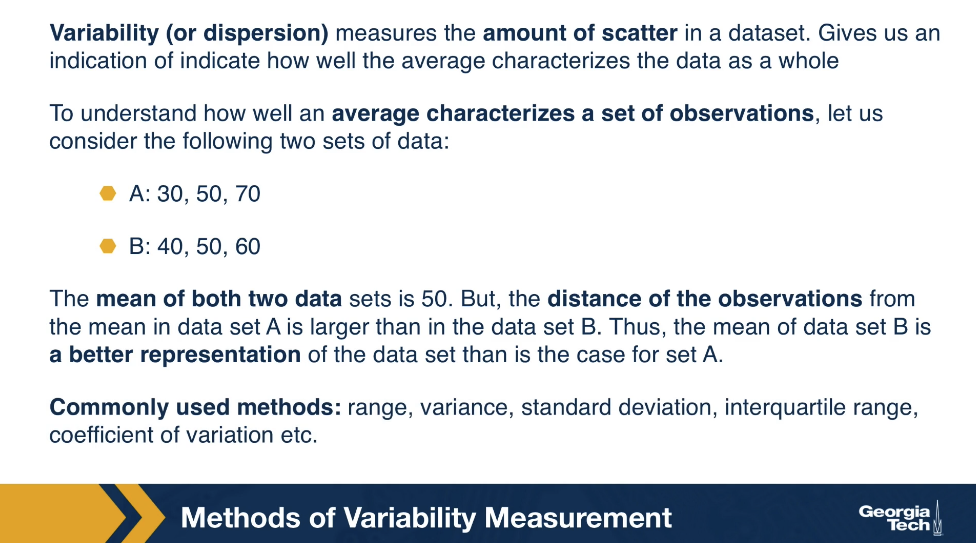 Variability (or dispersion) measures the amount of scatter in a dataset. Gives us an
indication of indicate how well the average characterizes the data as a whole
To understand how well an average characterizes a set of observations, let us
consider the following two sets of data:
A: 30, 50, 70
B: 40, 50, 60
The mean of both two data sets is 50. But, the distance of the observations from
the mean in data set A is larger than in the data set B. Thus, the mean of data set B is
a better representation of the data set than is the case for set A.
Commonly used methods: range, variance, standard deviation, interquartile range,
coefficient of variation etc.
Methods of Variability Measurement
Georgia
Tech